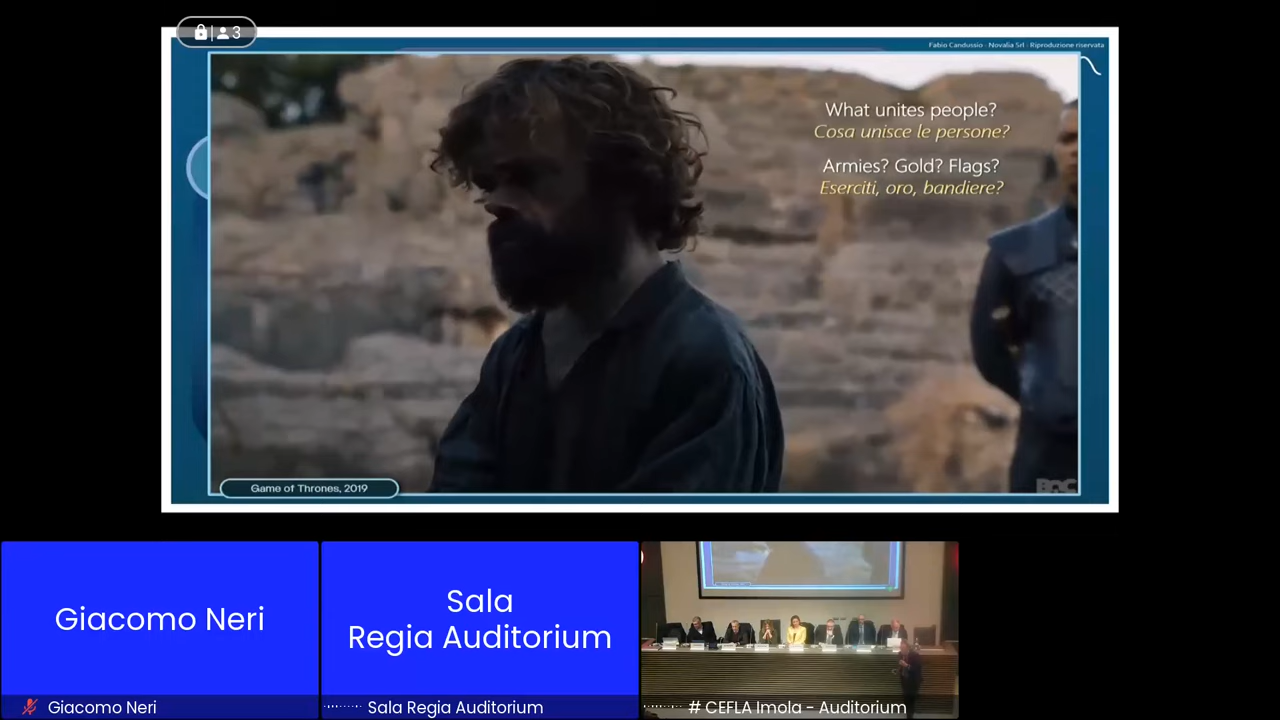 3
Fabio Candussio - Novalia Srl - Riproduzione riservata
What unites people?
Cosa unisce le persone?
Armies? Gold? Flags?
Eserciti, oro, bandiere?
Game of Thrones, 2019
Giacomo Neri
Sala
Regia Auditorium
Giacomo Neri
Sala Regia Auditorium
# CEFLA Imola - Auditorium